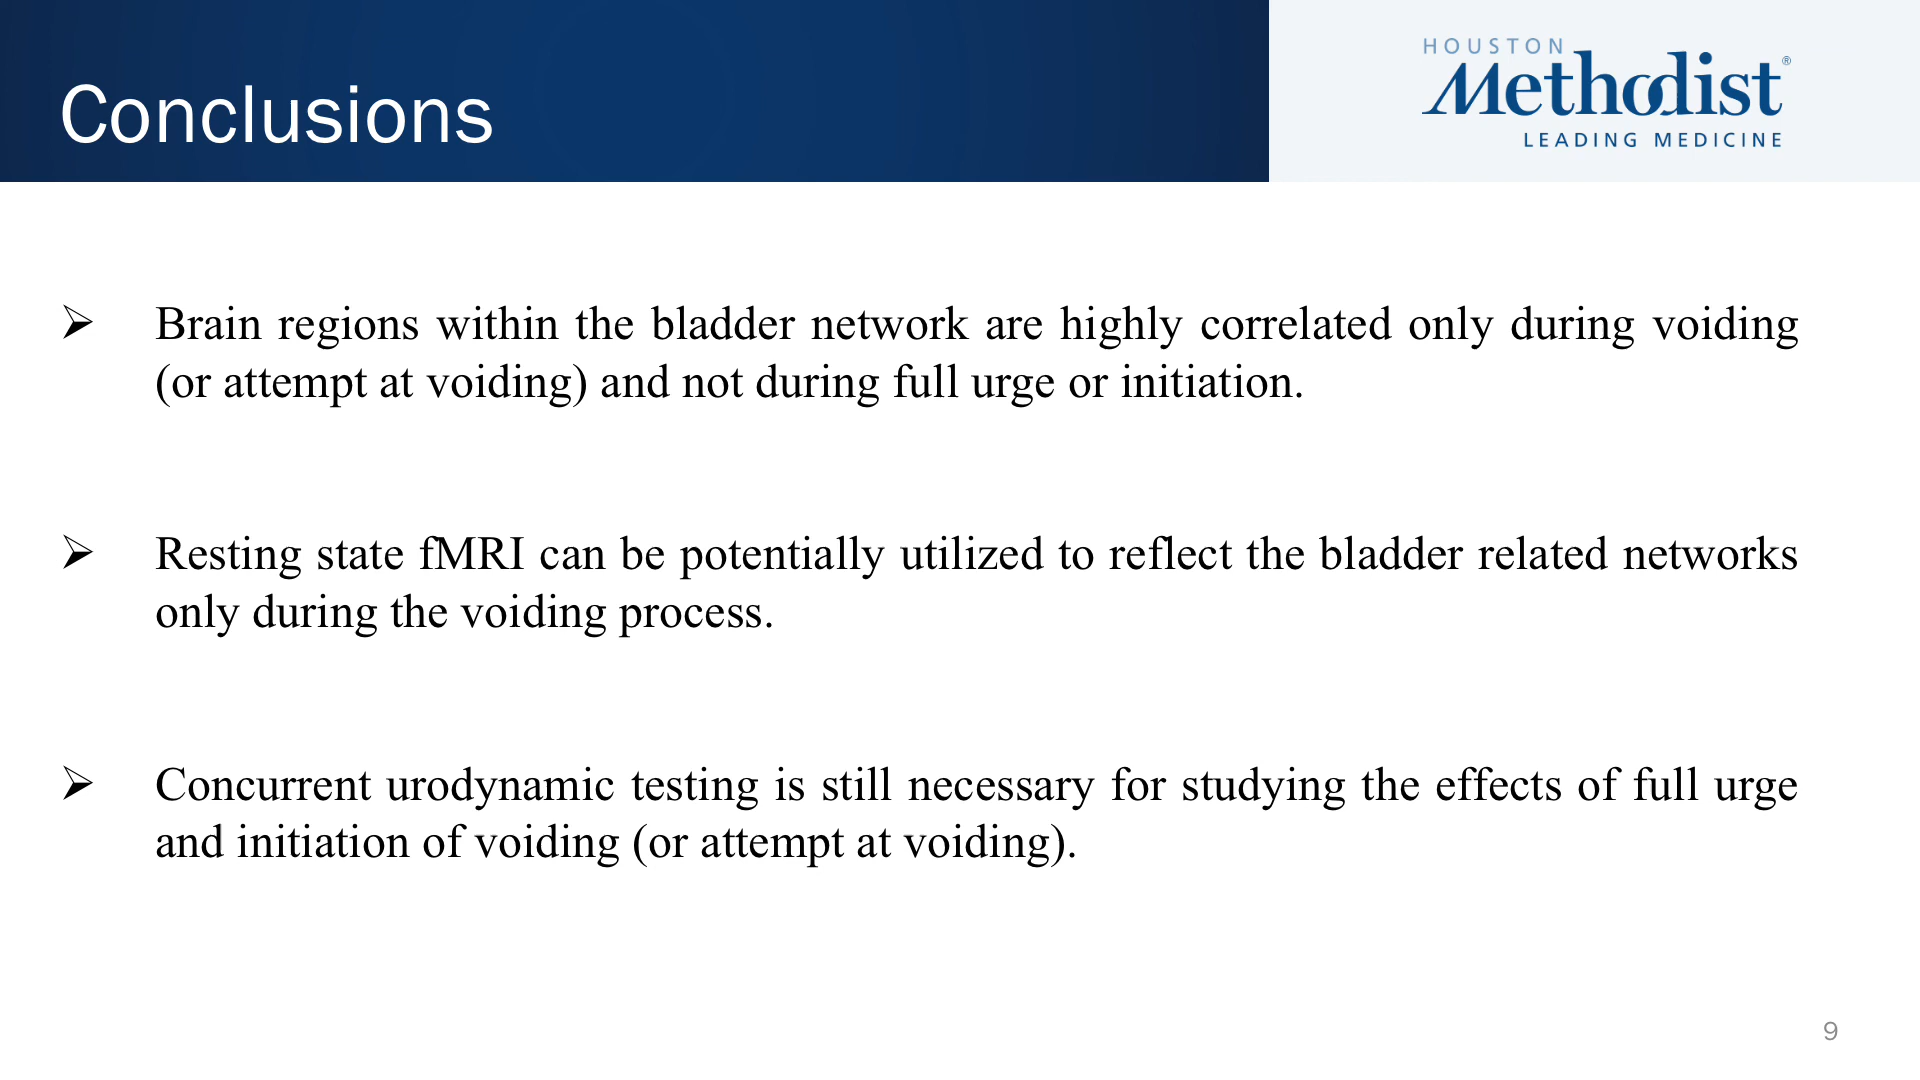 Conclusions
HOUSTON
Methodist®
LEADING MEDICINE
➢ Brain regions within the bladder network are highly correlated only during voiding
(or attempt at voiding) and not during full urge or initiation.
➢ Resting state fMRI can be potentially utilized to reflect the bladder related networks
only during the voiding process.
➢ Concurrent urodynamic testing is still necessary for studying the effects of full urge
and initiation of voiding (or attempt at voiding).
9